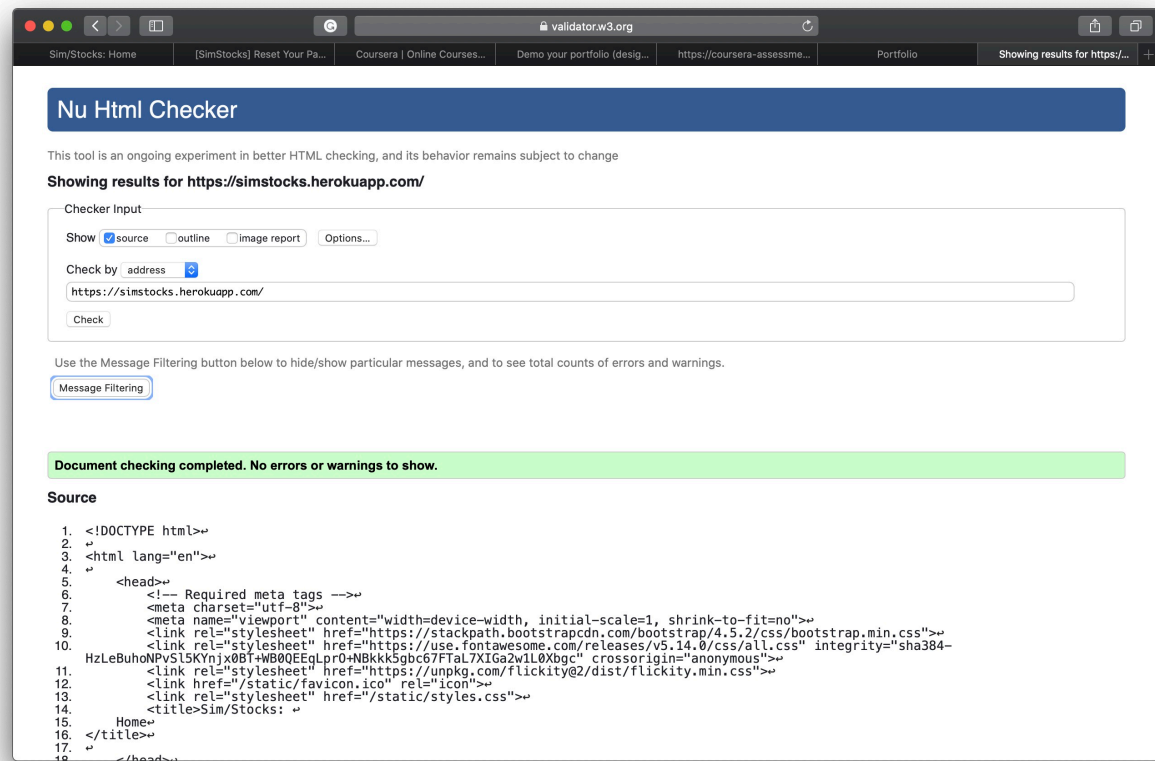 validator.w3.org
Sim/Stocks: Home
[SimStocks] Reset Your Pa...
Coursera | Online Courses...
Demo your portfolio (desig...
https://coursera-assessme...
Portfolio
Showing results for https:/...
Nu Html Checker
This tool is an ongoing experiment in better HTML checking, and its behavior remains subject to change
Showing results for https://simstocks.herokuapp.com/
Checker Input
Show source outline image report Options...
Check by address
https://simstocks.herokuapp.com/
Check
Use the Message Filtering button below to hide/show particular messages, and to see total counts of errors and warnings.
Message Filtering
Document checking completed. No errors or warnings to show.
Source
1. <!DOCTYPE html>↩
2. ↩
3. <html lang="en">↩
4. ↩
5. <head>↩
6. <!-- Required meta tags -->↩
7. <meta charset="utf-8">↩
8. <meta name="viewport" content="width=device-width, initial-scale=1, shrink-to-fit=no">↩
9. <link rel="stylesheet" href="https://stackpath.bootstrapcdn.com/bootstrap/4.5.2/css/bootstrap.min.css">↩
10. <link rel="stylesheet" href="https://use.fontawesome.com/releases/v5.14.0/css/all.css" integrity="sha384-
HzLeBuhoNPvSl5KYnjx0BT+WB0QEEqLprO+NBkkk5gbc67FTaL7XIGa2w1L0Xbgc" crossorigin="anonymous">↩
11. <link rel="stylesheet" href="https://unpkg.com/flickity@2/dist/flickity.min.css">↩
12. <link href="/static/favicon.ico" rel="icon">↩
13. <link rel="stylesheet" href="/static/styles.css">↩
14. <title>Sim/Stocks: ↩
15. Home↩
16. </title>↩
17. ↩
18. </head>↩